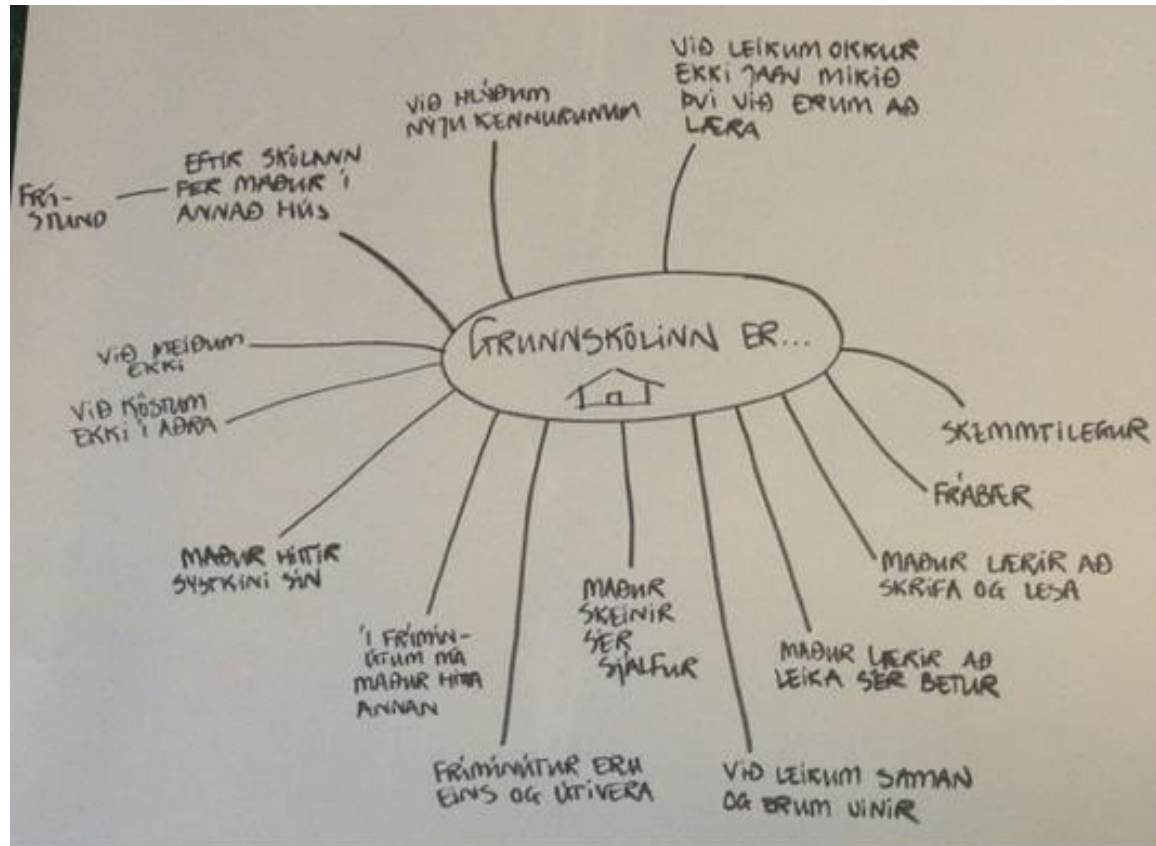 GRUNNSKÓLINN ER...
VIÐ LEIKUM OKKUR
EKKI JAFN MIKIÐ
ÞVI VIÐ ERUM AÐ
LÆRA
VIÐ HLÝÐUM
NÝJU KENNURUNUM
EFTIR SKÓLANN
FER MAÐUR Í
ANNAÐ HÚS
FRÍ-
STUND
VIÐ MEIÐUM
EKKI
VIÐ KÖSTUM
EKKI Í AÐRA
MAÐUR HITTIR
SYSTKINI SÍN
Í FRÍMÍN-
ÚTUM MÁ
MAÐUR HITTA
ANNAN
FRÍMÍNÚTUR ERU
EINS OG ÚTIVERA
MAÐUR
SKEINIR
SÉR
SJÁLFUR
VIÐ LEIKUM SAMAN
OG ERUM VINIR
MAÐUR LÆRIR AÐ
LEIKA SÉR BETUR
MAÐUR LÆRIR AÐ
SKRIFA OG LESA
FRÁBÆR
SKEMMTILEGUR